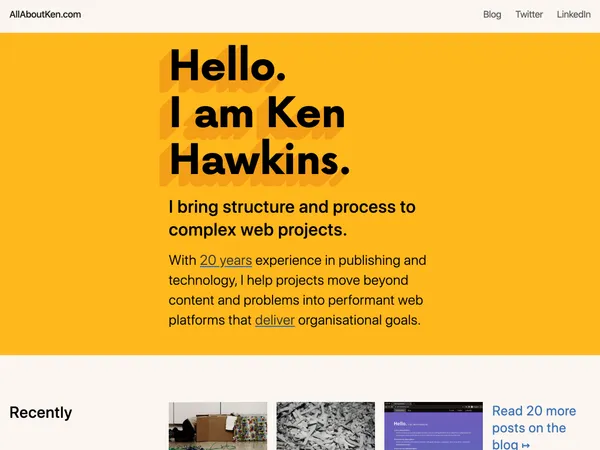 AllAboutKen.com
Blog Twitter LinkedIn
Hello.
I am Ken
Hawkins.
I bring structure and process to
complex web projects.
With 20 years experience in publishing and
technology, I help projects move beyond
content and problems into performant web
platforms that deliver organisational goals.
Recently
Hello.
Read 20 more
posts on the
blog ↦